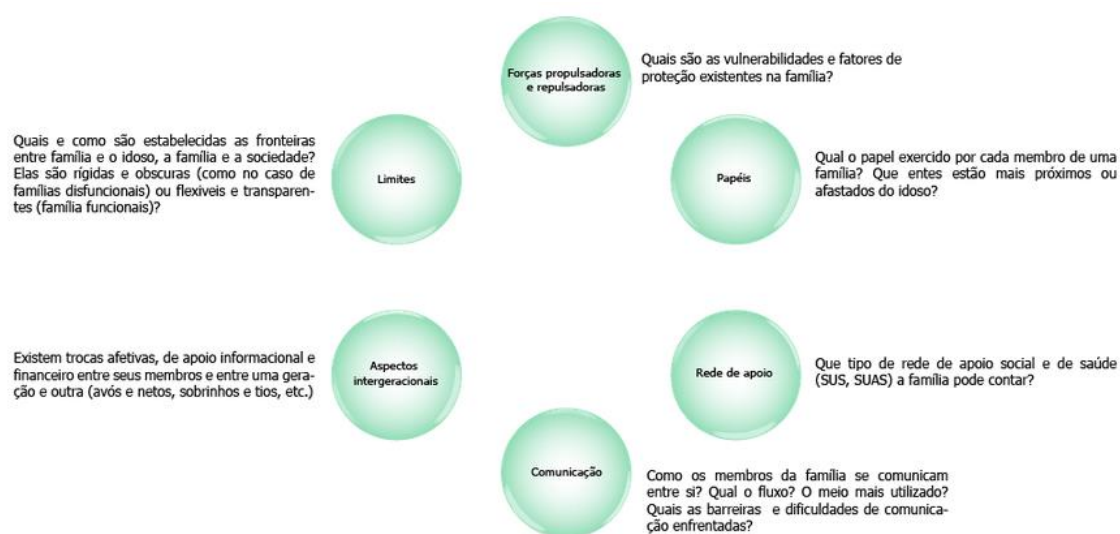 Forças propulsadoras
e repulsadoras
Quais são as vulnerabilidades e fatores de
proteção existentes na família?
Quais e como são estabelecidas as fronteiras
entre família e o idoso, a família e a sociedade?
Elas são rígidas e obscuras (como no caso de
famílias disfuncionais) ou flexiveis e transparen-
tes (família funcionais)?
Limites
Papéis
Qual o papel exercido por cada membro de uma
família? Que entes estão mais próximos ou
afastados do idoso?
Existem trocas afetivas, de apoio informacional e
financeiro entre seus membros e entre uma gera-
ção e outra (avós e netos, sobrinhos e tios, etc.)
Aspectos
intergeracionais
Rede de apoio
Que tipo de rede de apoio social e de saúde
(SUS, SUAS) a família pode contar?
Comunicação
Como os membros da família se comunicam
entre si? Qual o fluxo? O meio mais utilizado?
Quais as barreiras e dificuldades de comunica-
ção enfrentadas?